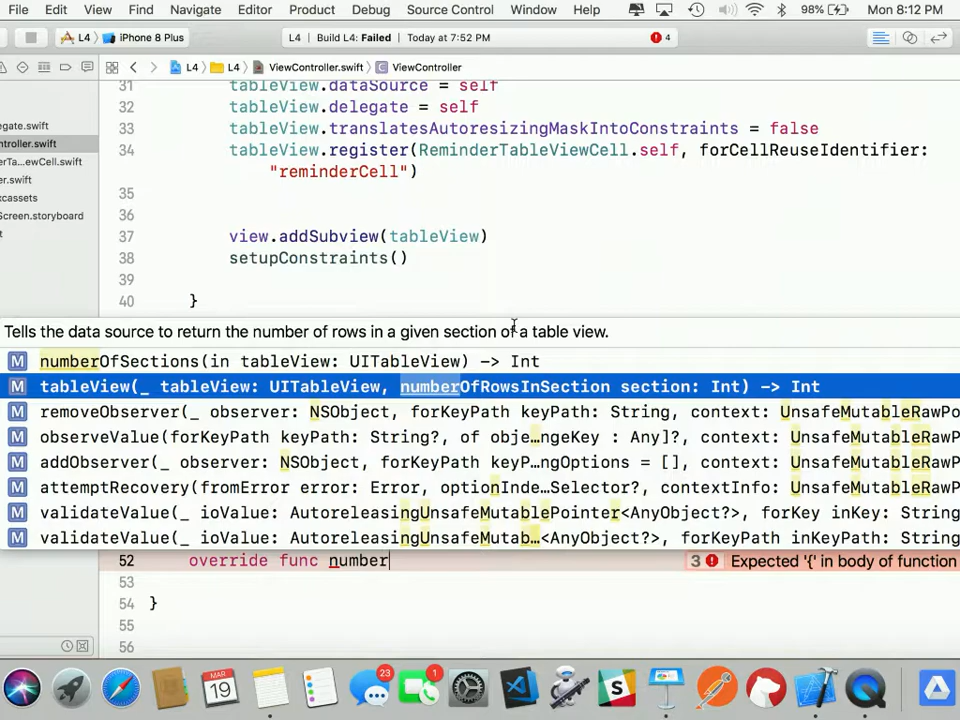 File Edit View Find Navigate Editor Product Debug Source Control Window Help 98% Mon 8:12 PM
L4 iPhone 8 Plus L4 | Build L4: Failed | Today at 7:52 PM 4
L4 L4 ViewController.swift ViewController
31 tableView.dataSource = self
32 tableView.delegate = self
33 tableView.translatesAutoresizingMaskIntoConstraints = false
34 tableView.register(ReminderTableViewCell.self, forCellReuseIdentifier:
"reminderCell")
35
36
37 view.addSubview(tableView)
38 setupConstraints()
39
40 }
egate.swift
ntroller.swift
rTa...ewCell.swift
er.swift
xcassets
Screen.storyboard
t
Tells the data source to return the number of rows in a given section of a table view.
M numberOfSections(in tableView: UITableView) -> Int
M tableView(_ tableView: UITableView, numberOfRowsInSection section: Int) -> Int
M removeObserver(_ observer: NSObject, forKeyPath keyPath: String, context: UnsafeMutableRawPo
M observeValue(forKeyPath keyPath: String?, of obje...ngeKey : Any]?, context: UnsafeMutableRawP
M addObserver(_ observer: NSObject, forKeyPath keyP...ngOptions = [], context: UnsafeMutableRawP
M attemptRecovery(fromError error: Error, optionInde...Selector?, contextInfo: UnsafeMutableRawP
M validateValue(_ ioValue: AutoreleasingUnsafeMutablePointer<AnyObject?>, forKey inKey: String
M validateValue(_ ioValue: AutoreleasingUnsafeMutab...<AnyObject?>, forKeyPath inKeyPath: String
52 override func number 3 Expected '{' in body of function
53
54 }
55
56
MAR
19
23
1